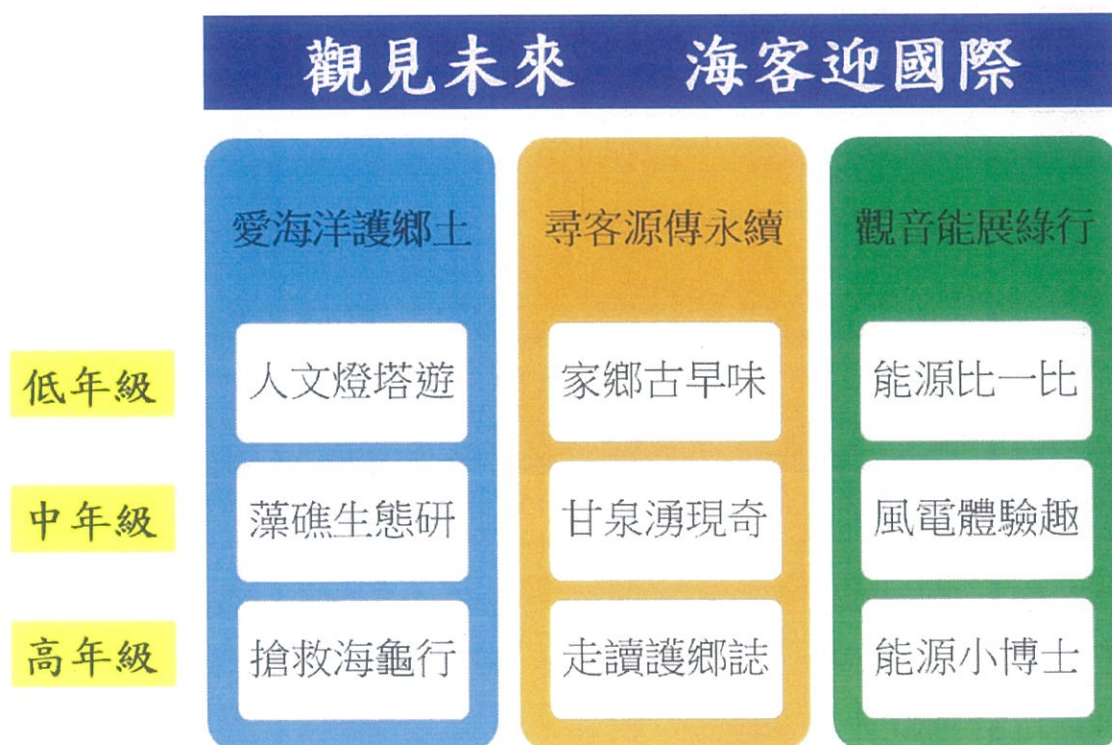 觀見未來 海客迎國際
愛海洋護鄉土 尋客源傳永續 觀音能展綠行
低年級 人文燈塔遊 家鄉古早味 能源比一比
中年級 藻礁生態研 甘泉湧現奇 風電體驗趣
高年級 搶救海龜行 走讀護鄉誌 能源小博士